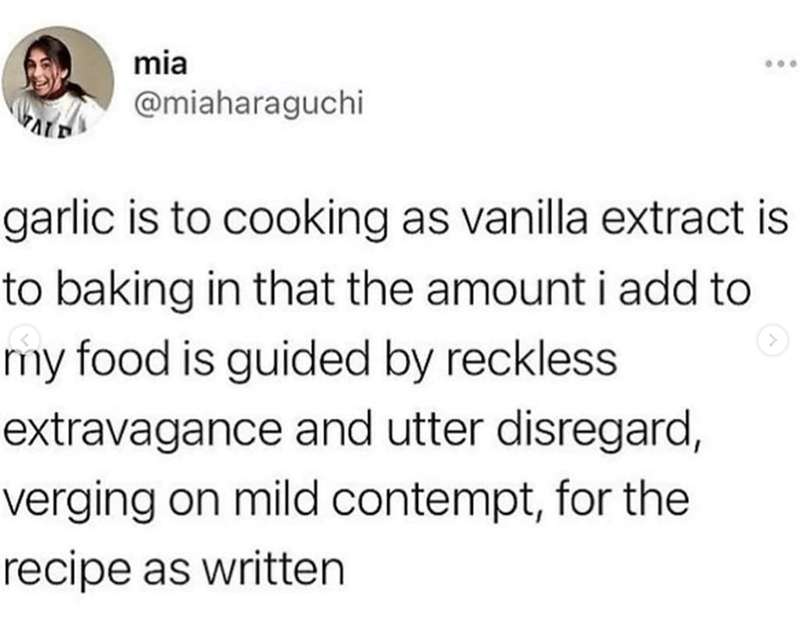 mia
@miaharaguchi
garlic is to cooking as vanilla extract is
to baking in that the amount i add to
my food is guided by reckless
extravagance and utter disregard,
verging on mild contempt, for the
recipe as written